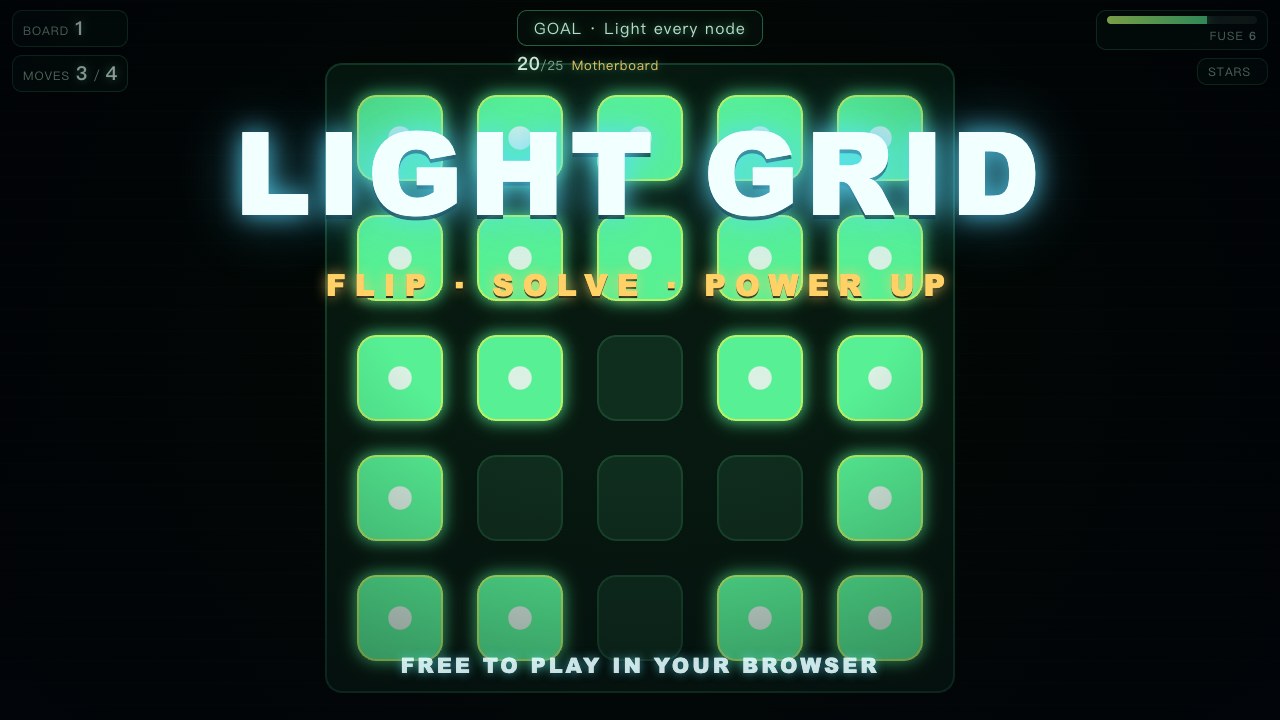 BOARD 1
GOAL · Light every node
FUSE 6
MOVES 3 / 4
20/25 Motherboard
STARS
LIGHT GRID
FLIP · SOLVE · POWER UP
FREE TO PLAY IN YOUR BROWSER